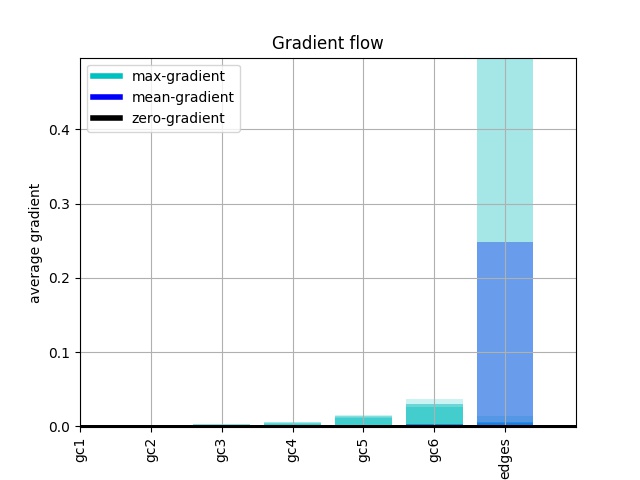 Gradient flow
max-gradient
mean-gradient
zero-gradient
average gradient
0.4
0.3
0.2
0.1
0.0
gc1
gc2
gc3
gc4
gc5
gc6
edges